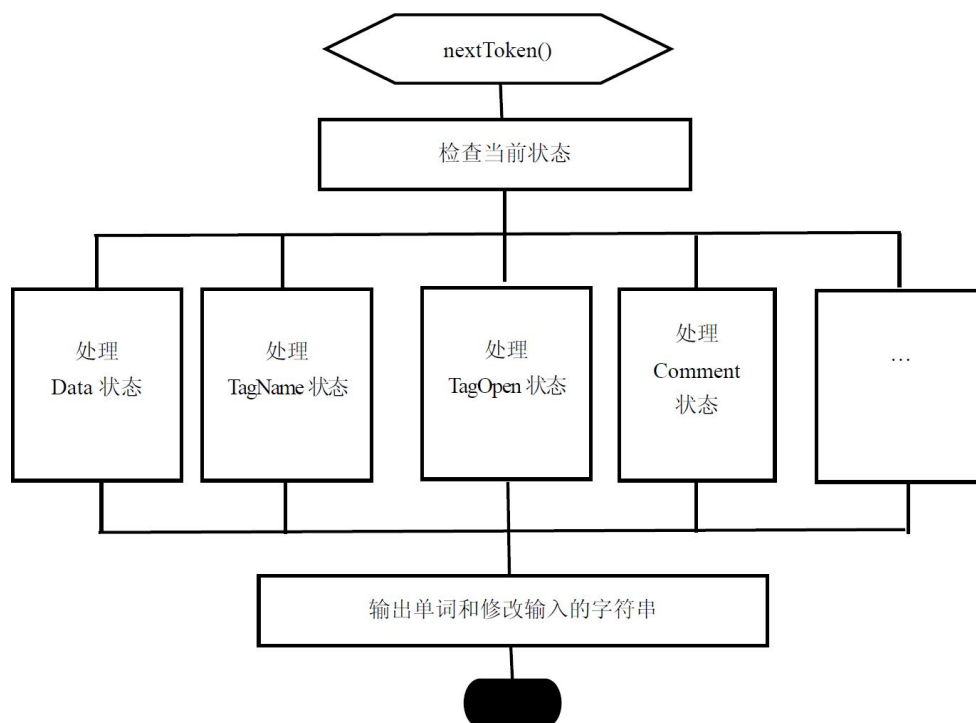 nextToken()
检查当前状态
处理
Data 状态
处理
TagName 状态
处理
TagOpen 状态
处理
Comment
状态
…
输出单词和修改输入的字符串